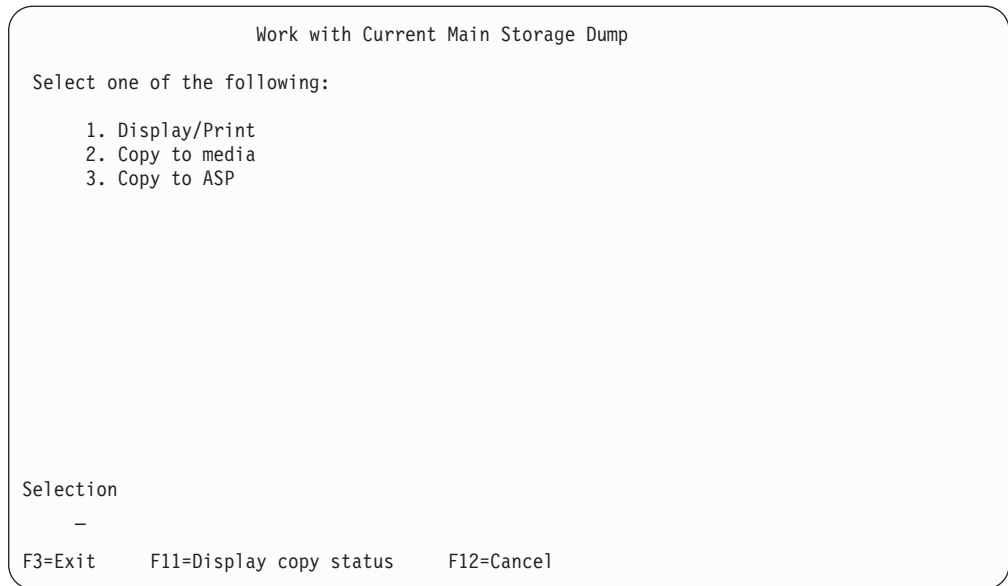 Work with Current Main Storage Dump
Select one of the following:
1. Display/Print
2. Copy to media
3. Copy to ASP
Selection
_
F3=Exit F11=Display copy status F12=Cancel